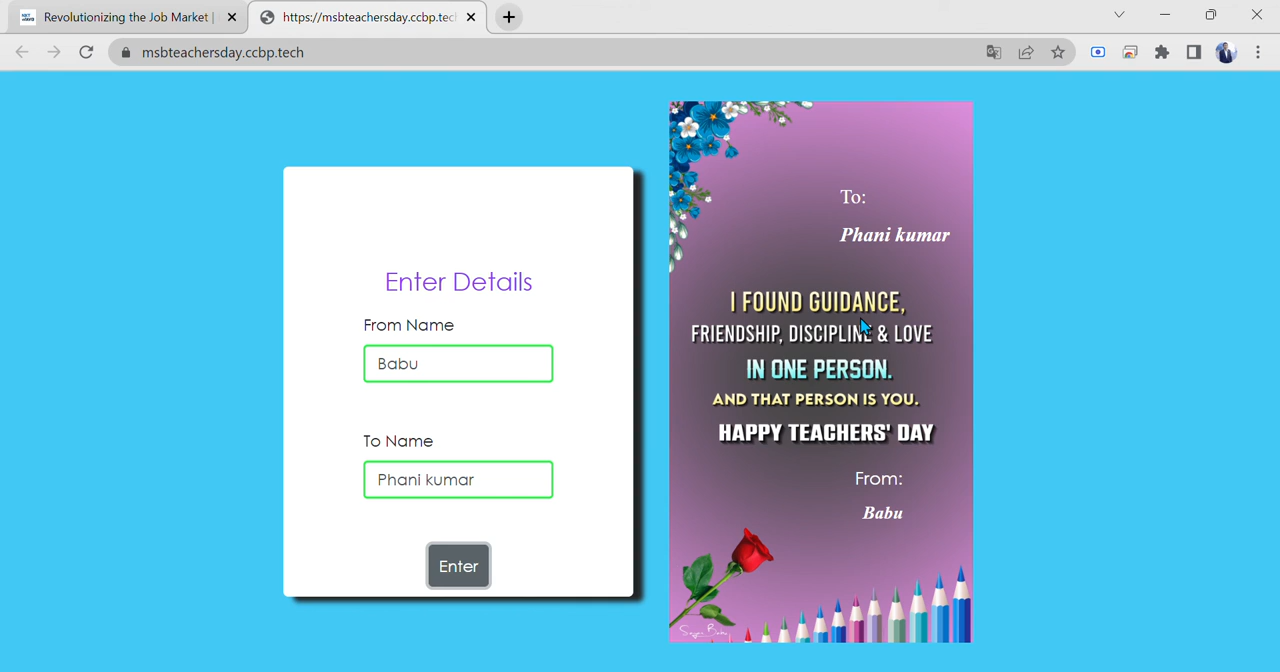 Revolutionizing the Job Market |
https://msbteachersday.ccbp.tec
msbteachersday.ccbp.tech
Enter Details
From Name
Babu
To Name
Phani kumar
Enter
To:
Phani kumar
I FOUND GUIDANCE,
FRIENDSHIP, DISCIPLINE & LOVE
IN ONE PERSON.
AND THAT PERSON IS YOU.
HAPPY TEACHERS' DAY
From:
Babu